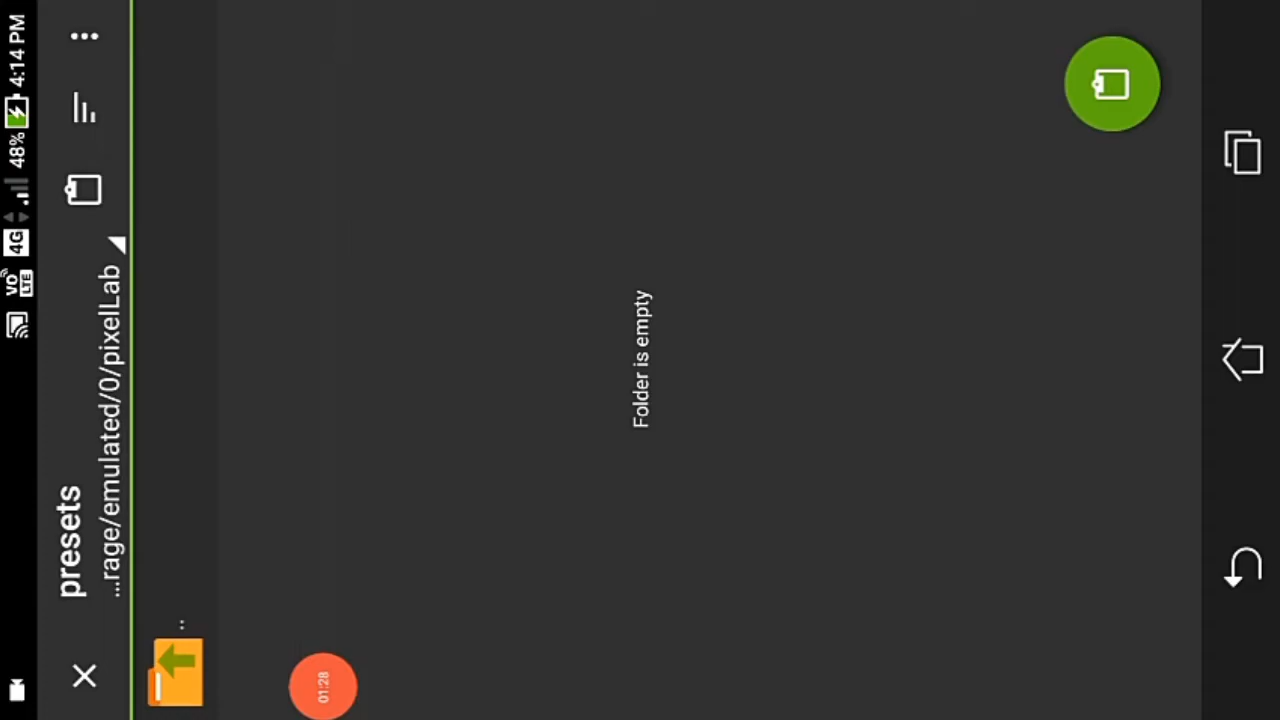 VO LTE 4G 48% 4:14 PM
presets
...rage/emulated/0/pixelLab
..
Folder is empty
01:28